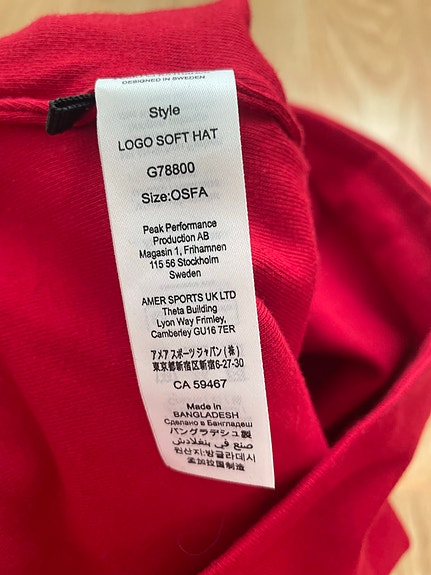 DESIGNED IN SWEDEN
Style
LOGO SOFT HAT
G78800
Size:OSFA
Peak Performance
Production AB
Magasin 1, Frihamnen
115 56 Stockholm
Sweden
AMER SPORTS UK LTD
Theta Building
Lyon Way Frimley,
Camberley GU16 7ER
アメア スポーツ ジャパン (株)
東京都新宿区新宿6-27-30
CA 59467
Made in
BANGLADESH
Сделано в Бангладеш
バングラデシュ製
صنع في بنغلادش
원산지:방글라데시
孟加拉国制造